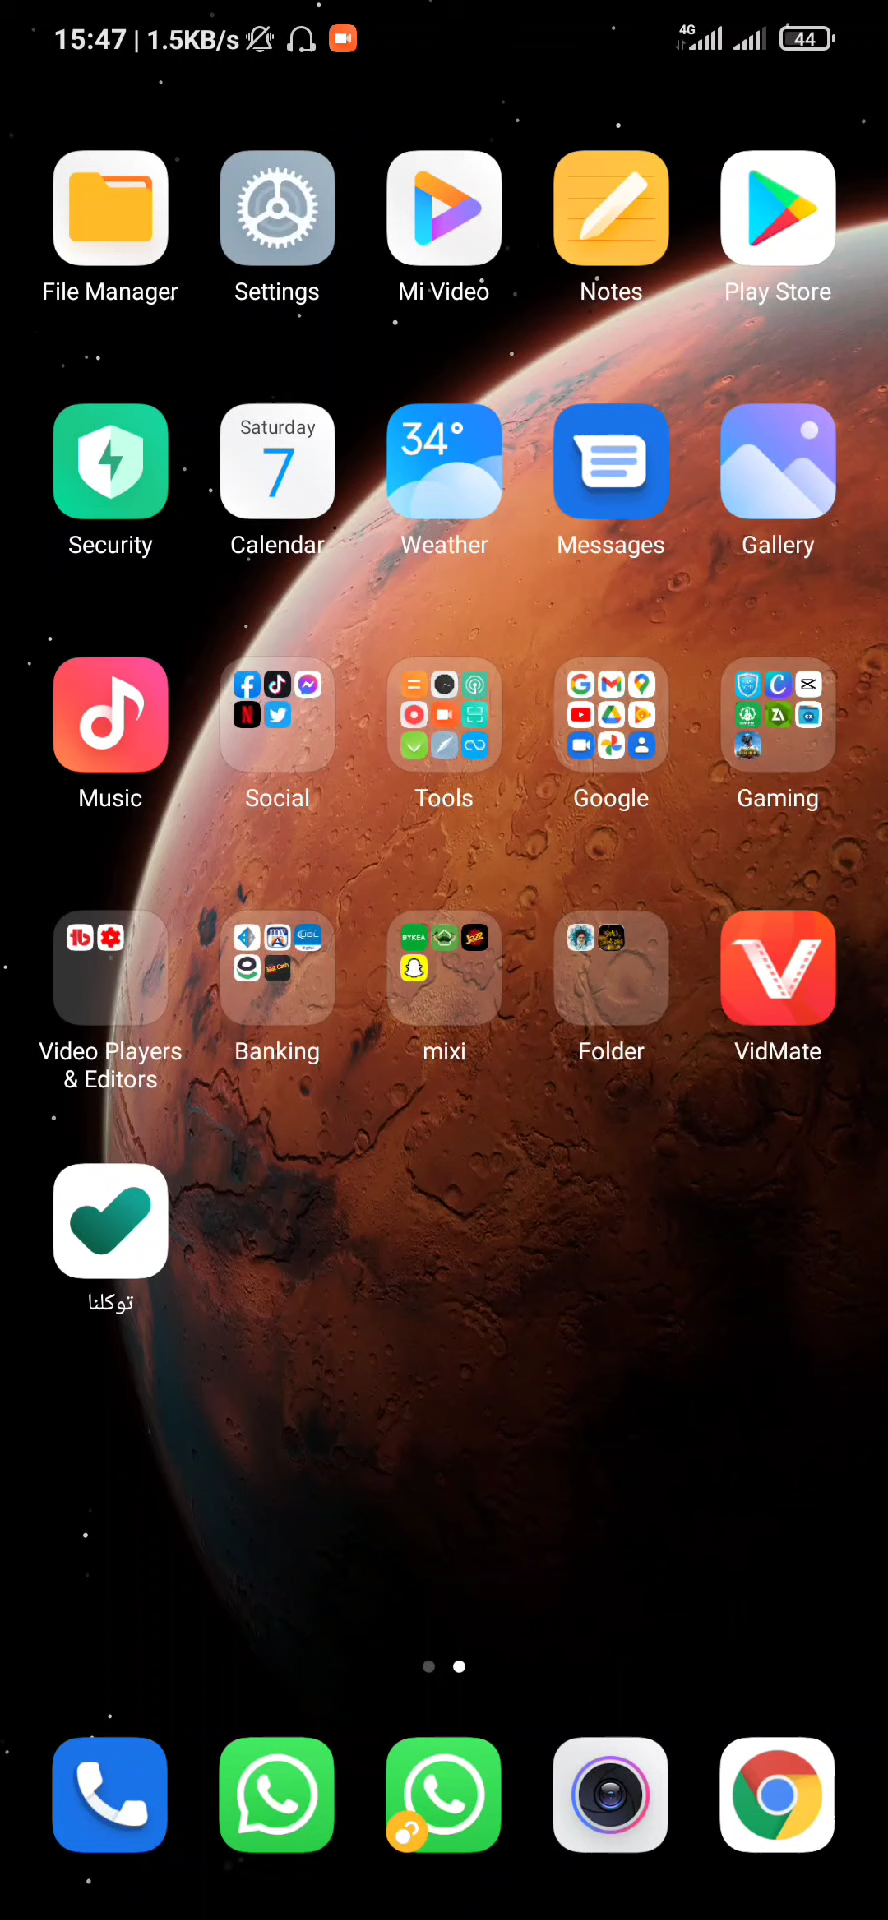 15:47 | 1.5KB/s 4G 44
File Manager Settings Mi Video Notes Play Store
Saturday
7
34°
Security Calendar Weather Messages Gallery
Music Social Tools Google Gaming
Video Players
& Editors
Banking mixi Folder VidMate
توكلنا